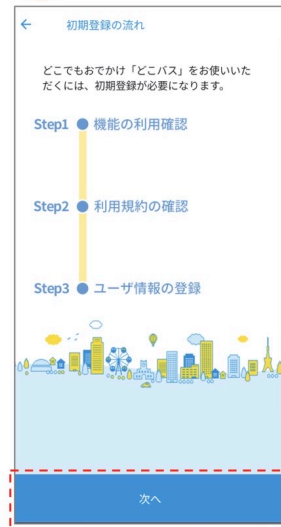 初期登録の流れ
どこでもおでかけ「どこバス」をお使いいた
だくには、初期登録が必要になります。
Step1 機能の利用確認
Step2 利用規約の確認
Step3 ユーザ情報の登録
次へ